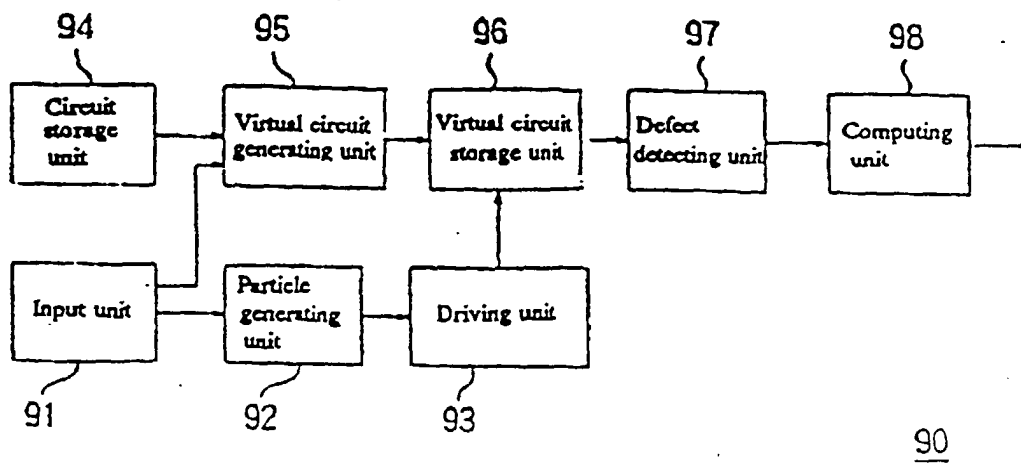 94
95
96
97
98
Circuit
storage
unit
Virtual circuit
generating unit
Virtual circuit
storage unit
Defect
detecting unit
Computing
unit
Input unit
Particle
generating
unit
Driving unit
91
92
93
90